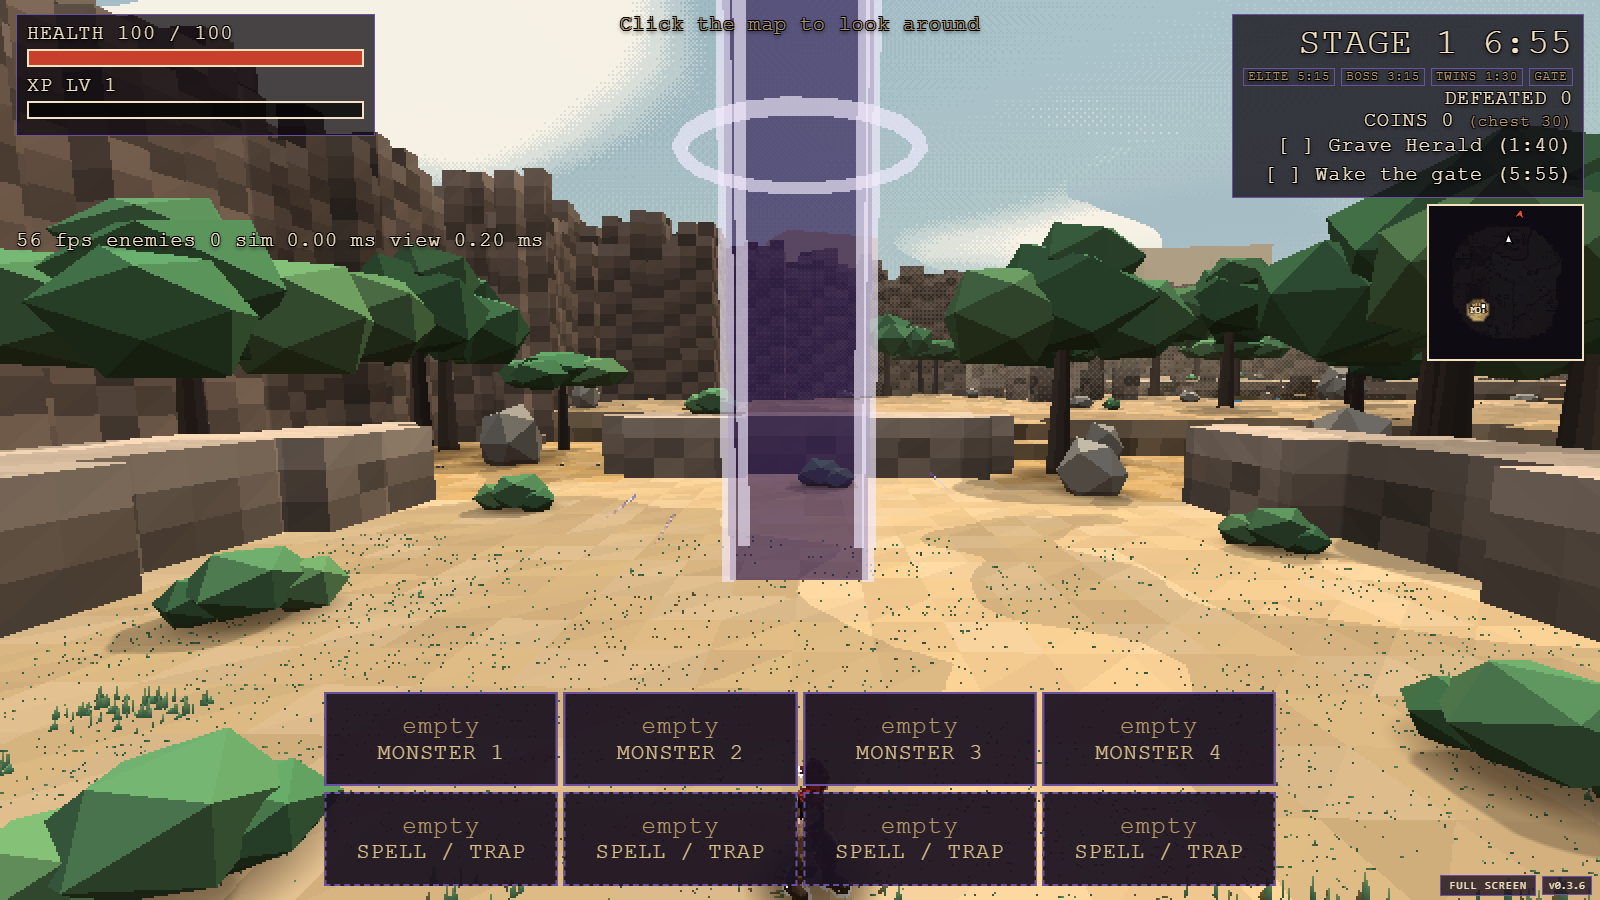 HEALTH 100 / 100
XP LV 1
Click the map to look around
STAGE 1 6:55
ELITE 5:15 BOSS 3:15 TWINS 1:30 GATE
DEFEATED 0
COINS 0 (chest 30)
[ ] Grave Herald (1:40)
[ ] Wake the gate (5:55)
56 fps enemies 0 sim 0.00 ms view 0.20 ms
empty empty empty empty
MONSTER 1 MONSTER 2 MONSTER 3 MONSTER 4
empty empty empty empty
SPELL / TRAP SPELL / TRAP SPELL / TRAP SPELL / TRAP
FULL SCREEN v0.3.6